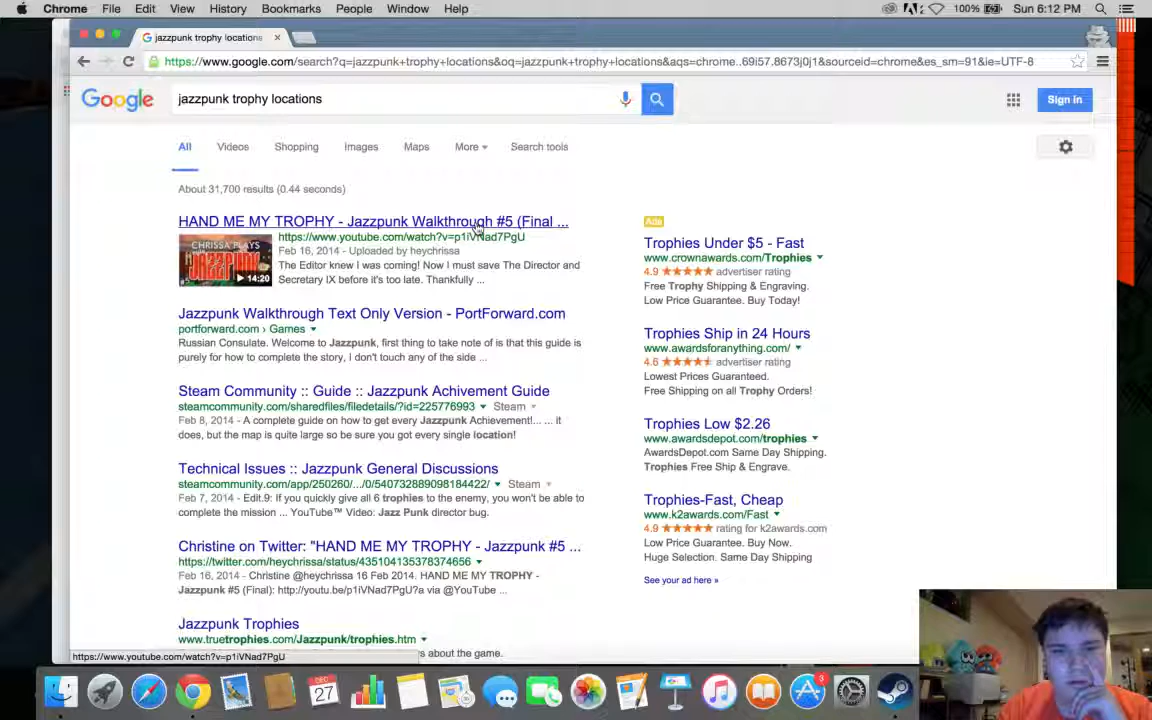 Chrome File Edit View History Bookmarks People Window Help
100% Sun 6:12 PM
jazzpunk trophy locations
https://www.google.com/search?q=jazzpunk+trophy+locations&oq=jazzpunk+trophy+locations&aqs=chrome..69i57.8673j0j1&sourceid=chrome&es_sm=91&ie=UTF-8
Google
jazzpunk trophy locations
Sign in
All Videos Shopping Images Maps More Search tools
About 31,700 results (0.44 seconds)
HAND ME MY TROPHY - Jazzpunk Walkthrough #5 (Final ...
https://www.youtube.com/watch?v=p1iVNad7PgU
Feb 16, 2014 - Uploaded by heychrissa
The Editor knew I was coming! Now I must save The Director and
Secretary IX before it's too late. Thankfully ...
CHRISSA PLAYS
JAZZPUNK
14:20
Jazzpunk Walkthrough Text Only Version - PortForward.com
portforward.com › Games
Russian Consulate. Welcome to Jazzpunk, first thing to take note of is that this guide is
purely for how to complete the story, I don't touch any of the side ...
Steam Community :: Guide :: Jazzpunk Achivement Guide
steamcommunity.com/sharedfiles/filedetails/?id=225776993 Steam
Feb 8, 2014 - A complete guide on how to get every Jazzpunk Achievement!... ... it
does, but the map is quite large so be sure you got every single location!
Technical Issues :: Jazzpunk General Discussions
steamcommunity.com/app/250260/.../0/540732889098184422/ Steam
Feb 7, 2014 - Edit.9: If you quickly give all 6 trophies to the enemy, you won't be able to
complete the mission ... YouTube™ Video: Jazz Punk director bug.
Christine on Twitter: "HAND ME MY TROPHY - Jazzpunk #5 ...
https://twitter.com/heychrissa/status/435104135378374656
Feb 16, 2014 - Christine @heychrissa 16 Feb 2014. HAND ME MY TROPHY -
Jazzpunk #5 (Final): http://youtu.be/p1iVNad7PgU?a via @YouTube ...
Jazzpunk Trophies
www.truetrophies.com/Jazzpunk/trophies.htm
s about the game.
https://www.youtube.com/watch?v=p1iVNad7PgU
Ads
Trophies Under $5 - Fast
www.crownawards.com/Trophies
4.9 advertiser rating
Free Trophy Shipping & Engraving.
Low Price Guarantee. Buy Today!
Trophies Ship in 24 Hours
www.awardsforanything.com/
4.6 advertiser rating
Lowest Prices Guaranteed.
Free Shipping on all Trophy Orders!
Trophies Low $2.26
www.awardsdepot.com/trophies
AwardsDepot.com Same Day Shipping.
Trophies Free Ship & Engrave.
Trophies-Fast, Cheap
www.k2awards.com/Fast
4.9 rating for k2awards.com
Low Price Guarantee. Buy Now.
Huge Selection. Same Day Shipping
See your ad here »
DEC
27
3